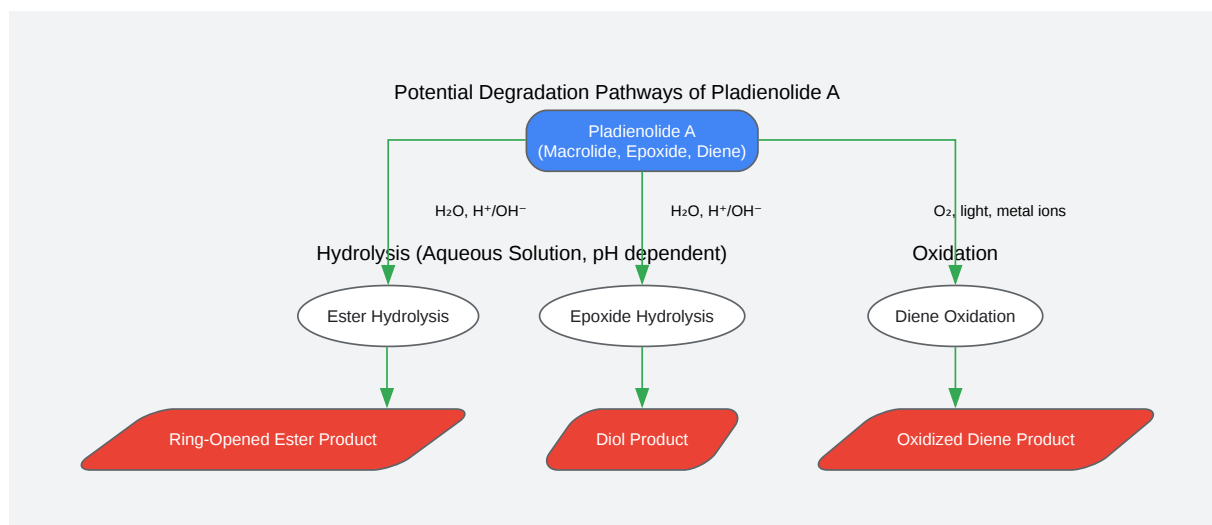 Potential Degradation Pathways of Pladienolide A
Pladienolide A
(Macrolide, Epoxide, Diene)
H₂O, H⁺/OH⁻
H₂O, H⁺/OH⁻
O₂, light, metal ions
Hydrolysis (Aqueous Solution, pH dependent)
Oxidation
Ester Hydrolysis
Epoxide Hydrolysis
Diene Oxidation
Ring-Opened Ester Product
Diol Product
Oxidized Diene Product